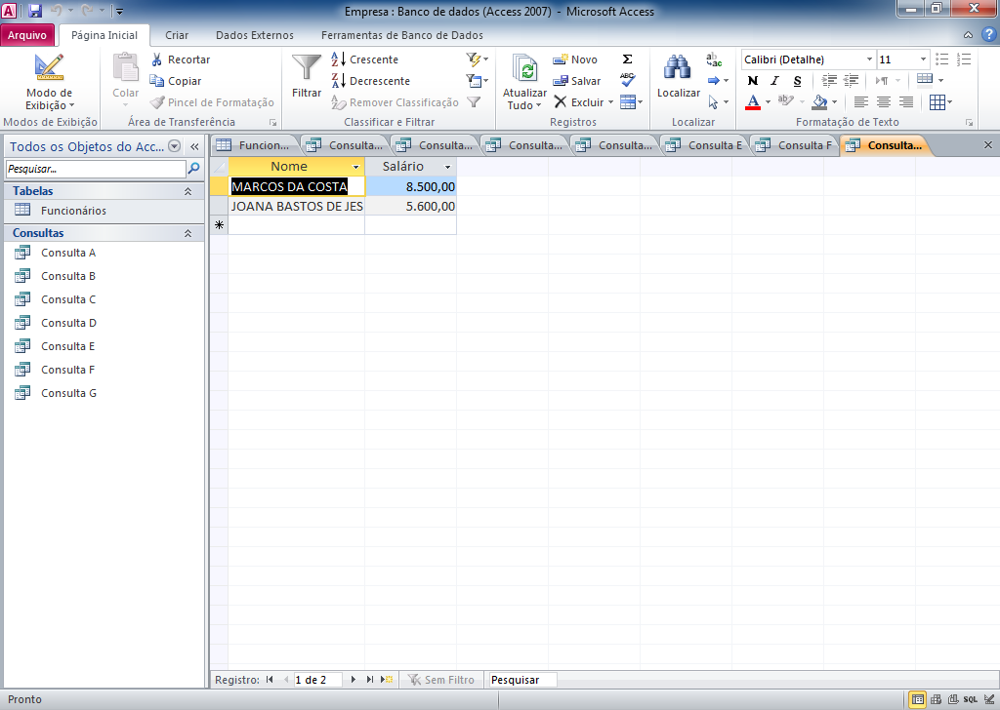 Empresa : Banco de dados (Access 2007) - Microsoft Access
Arquivo Página Inicial Criar Dados Externos Ferramentas de Banco de Dados
Modo de Exibição
Modos de Exibição
Colar
Recortar
Copiar
Pincel de Formatação
Área de Transferência
Filtrar
Crescente
Decrescente
Remover Classificação
Classificar e Filtrar
Atualizar Tudo
Novo
Salvar
Excluir
Σ
ABC
Registros
Localizar
ab ac
Localizar
Calibri (Detalhe) 11
N I S
A ab
Formatação de Texto
Todos os Objetos do Acc... «
Pesquisar...
Tabelas
Funcionários
Consultas
Consulta A
Consulta B
Consulta C
Consulta D
Consulta E
Consulta F
Consulta G
Funcion... Consulta... Consulta... Consulta... Consulta... Consulta E Consulta F Consulta...
Nome Salário
MARCOS DA COSTA 8.500,00
JOANA BASTOS DE JES 5.600,00
Registro: 1 de 2 Sem Filtro Pesquisar
Pronto SQL